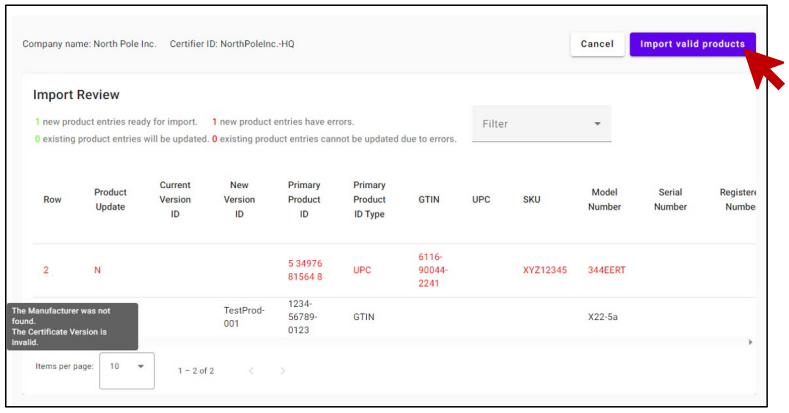 Company name: North Pole Inc. Certifier ID: NorthPoleInc.-HQ
Cancel
Import valid products
Import Review
1 new product entries ready for import. 1 new product entries have errors.
0 existing product entries will be updated. 0 existing product entries cannot be updated due to errors.
Filter
Row
Product
Update
Current
Version
ID
New
Version
ID
Primary
Product
ID
Primary
Product
ID Type
GTIN
UPC
SKU
Model
Number
Serial
Number
Registere
Numbe
2
N
5 34976
81564 8
UPC
6116-
90044-
2241
XYZ12345
344EERT
The Manufacturer was not
found.
The Certificate Version is
Invalid.
TestProd-
001
1234-
56789-
0123
GTIN
X22-5a
Items per page:
10
1 – 2 of 2